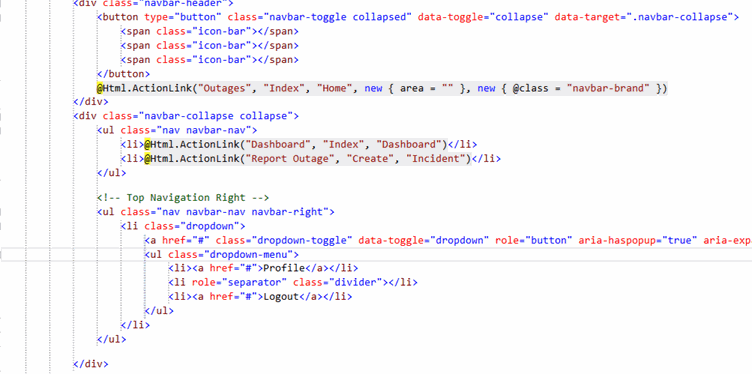 <div class="navbar-header">
<button type="button" class="navbar-toggle collapsed" data-toggle="collapse" data-target=".navbar-collapse">
<span class="icon-bar"></span>
<span class="icon-bar"></span>
<span class="icon-bar"></span>
</button>
@Html.ActionLink("Outages", "Index", "Home", new { area = "" }, new { @class = "navbar-brand" })
</div>
<div class="navbar-collapse collapse">
<ul class="nav navbar-nav">
<li>@Html.ActionLink("Dashboard", "Index", "Dashboard")</li>
<li>@Html.ActionLink("Report Outage", "Create", "Incident")</li>
</ul>
<!-- Top Navigation Right -->
<ul class="nav navbar-nav navbar-right">
<li class="dropdown">
<a href="#" class="dropdown-toggle" data-toggle="dropdown" role="button" aria-haspopup="true" aria-exp
<ul class="dropdown-menu">
<li><a href="#">Profile</a></li>
<li role="separator" class="divider"></li>
<li><a href="#">Logout</a></li>
</ul>
</li>
</ul>
</div>